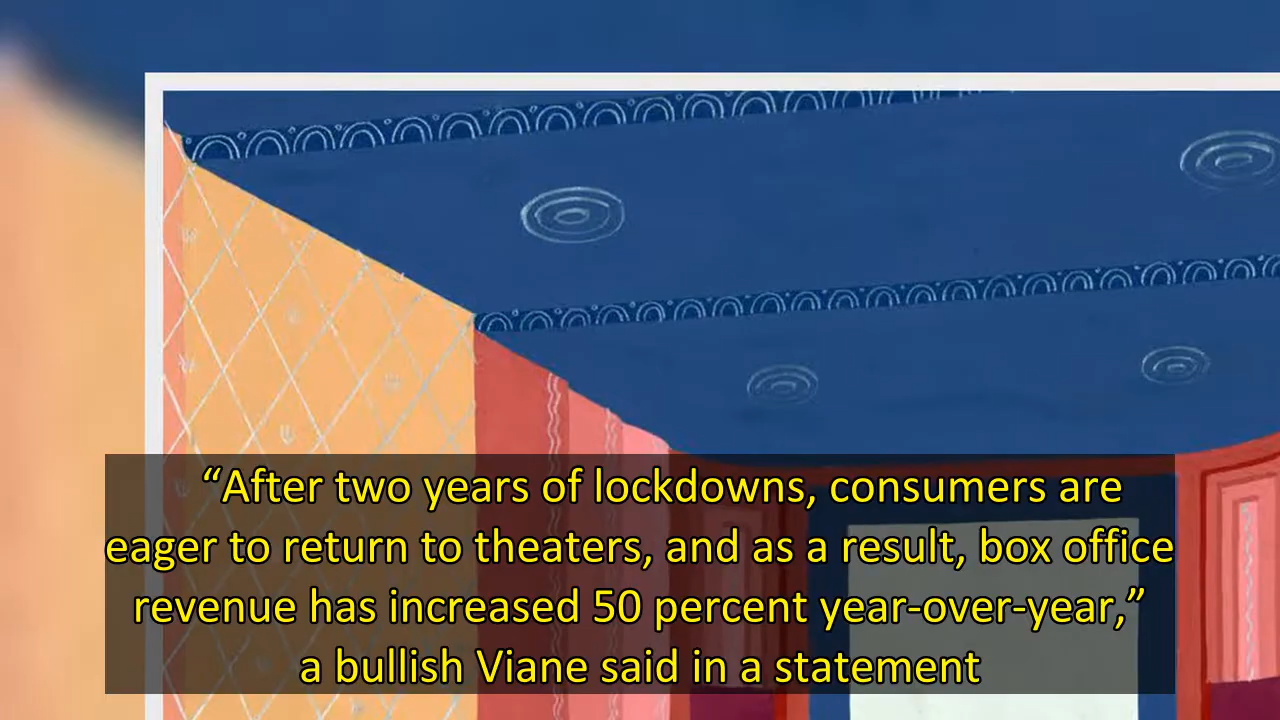 “After two years of lockdowns, consumers are
eager to return to theaters, and as a result, box office
revenue has increased 50 percent year-over-year,”
a bullish Viane said in a statement